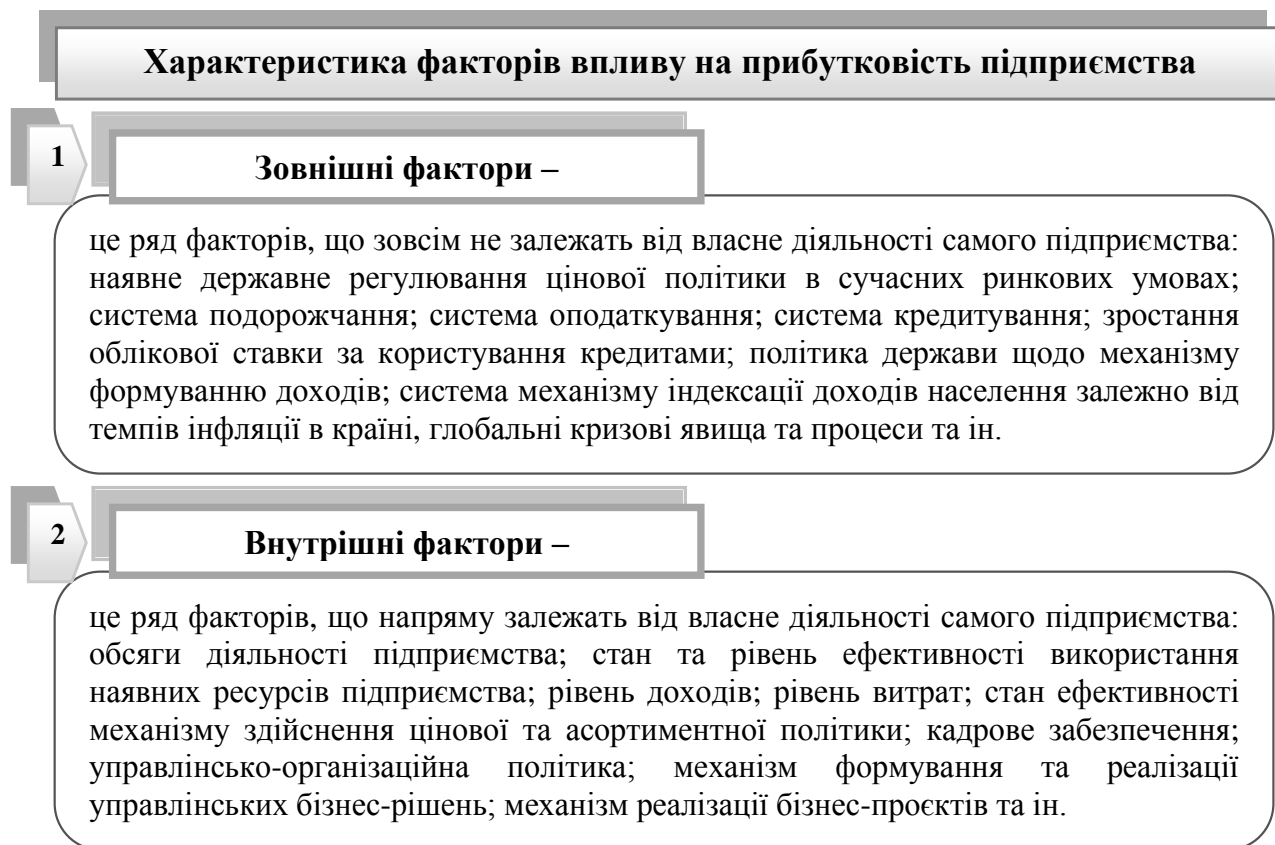 Характеристика факторів впливу на прибутковість підприємства
1
Зовнішні фактори –
це ряд факторів, що зовсім не залежать від власне діяльності самого підприємства:
наявне державне регулювання цінової політики в сучасних ринкових умовах;
система подорожчання; система оподаткування; система кредитування; зростання
облікової ставки за користування кредитами; політика держави щодо механізму
формуванню доходів; система механізму індексації доходів населення залежно від
темпів інфляції в країні, глобальні кризові явища та процеси та ін.
2
Внутрішні фактори –
це ряд факторів, що напряму залежать від власне діяльності самого підприємства:
обсяги діяльності підприємства; стан та рівень ефективності використання
наявних ресурсів підприємства; рівень доходів; рівень витрат; стан ефективності
механізму здійснення цінової та асортиментної політики; кадрове забезпечення;
управлінсько-організаційна політика; механізм формування та реалізації
управлінських бізнес-рішень; механізм реалізації бізнес-проєктів та ін.